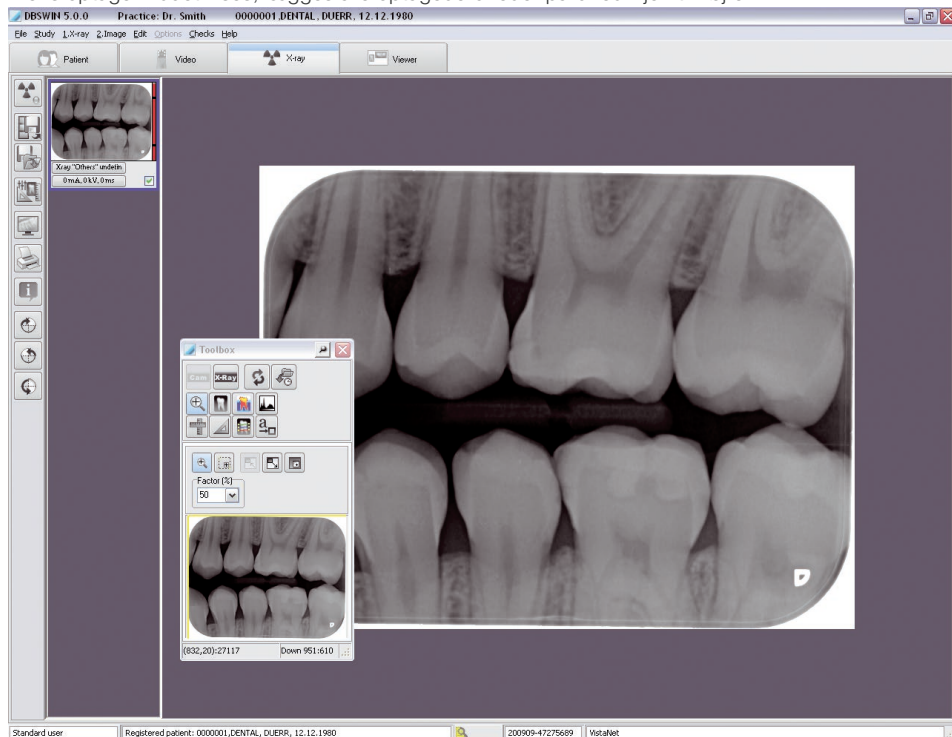 DBSWIN 5.0.0 Practice: Dr. Smith 0000001,DENTAL, DUERR, 12.12.1980
File Study 1.X-ray 2.Image Edit Options Checks Help
Patient Video X-ray Viewer
Xray "Others" undefin
0 mA, 0 kV, 0 ms
Toolbox
Cam X-Ray
a
Factor (%)
50
D
(832,20):27117 Down 951:610
Standard user Registered patient: 0000001,DENTAL, DUERR, 12.12.1980 200909-47275689 VistaNet